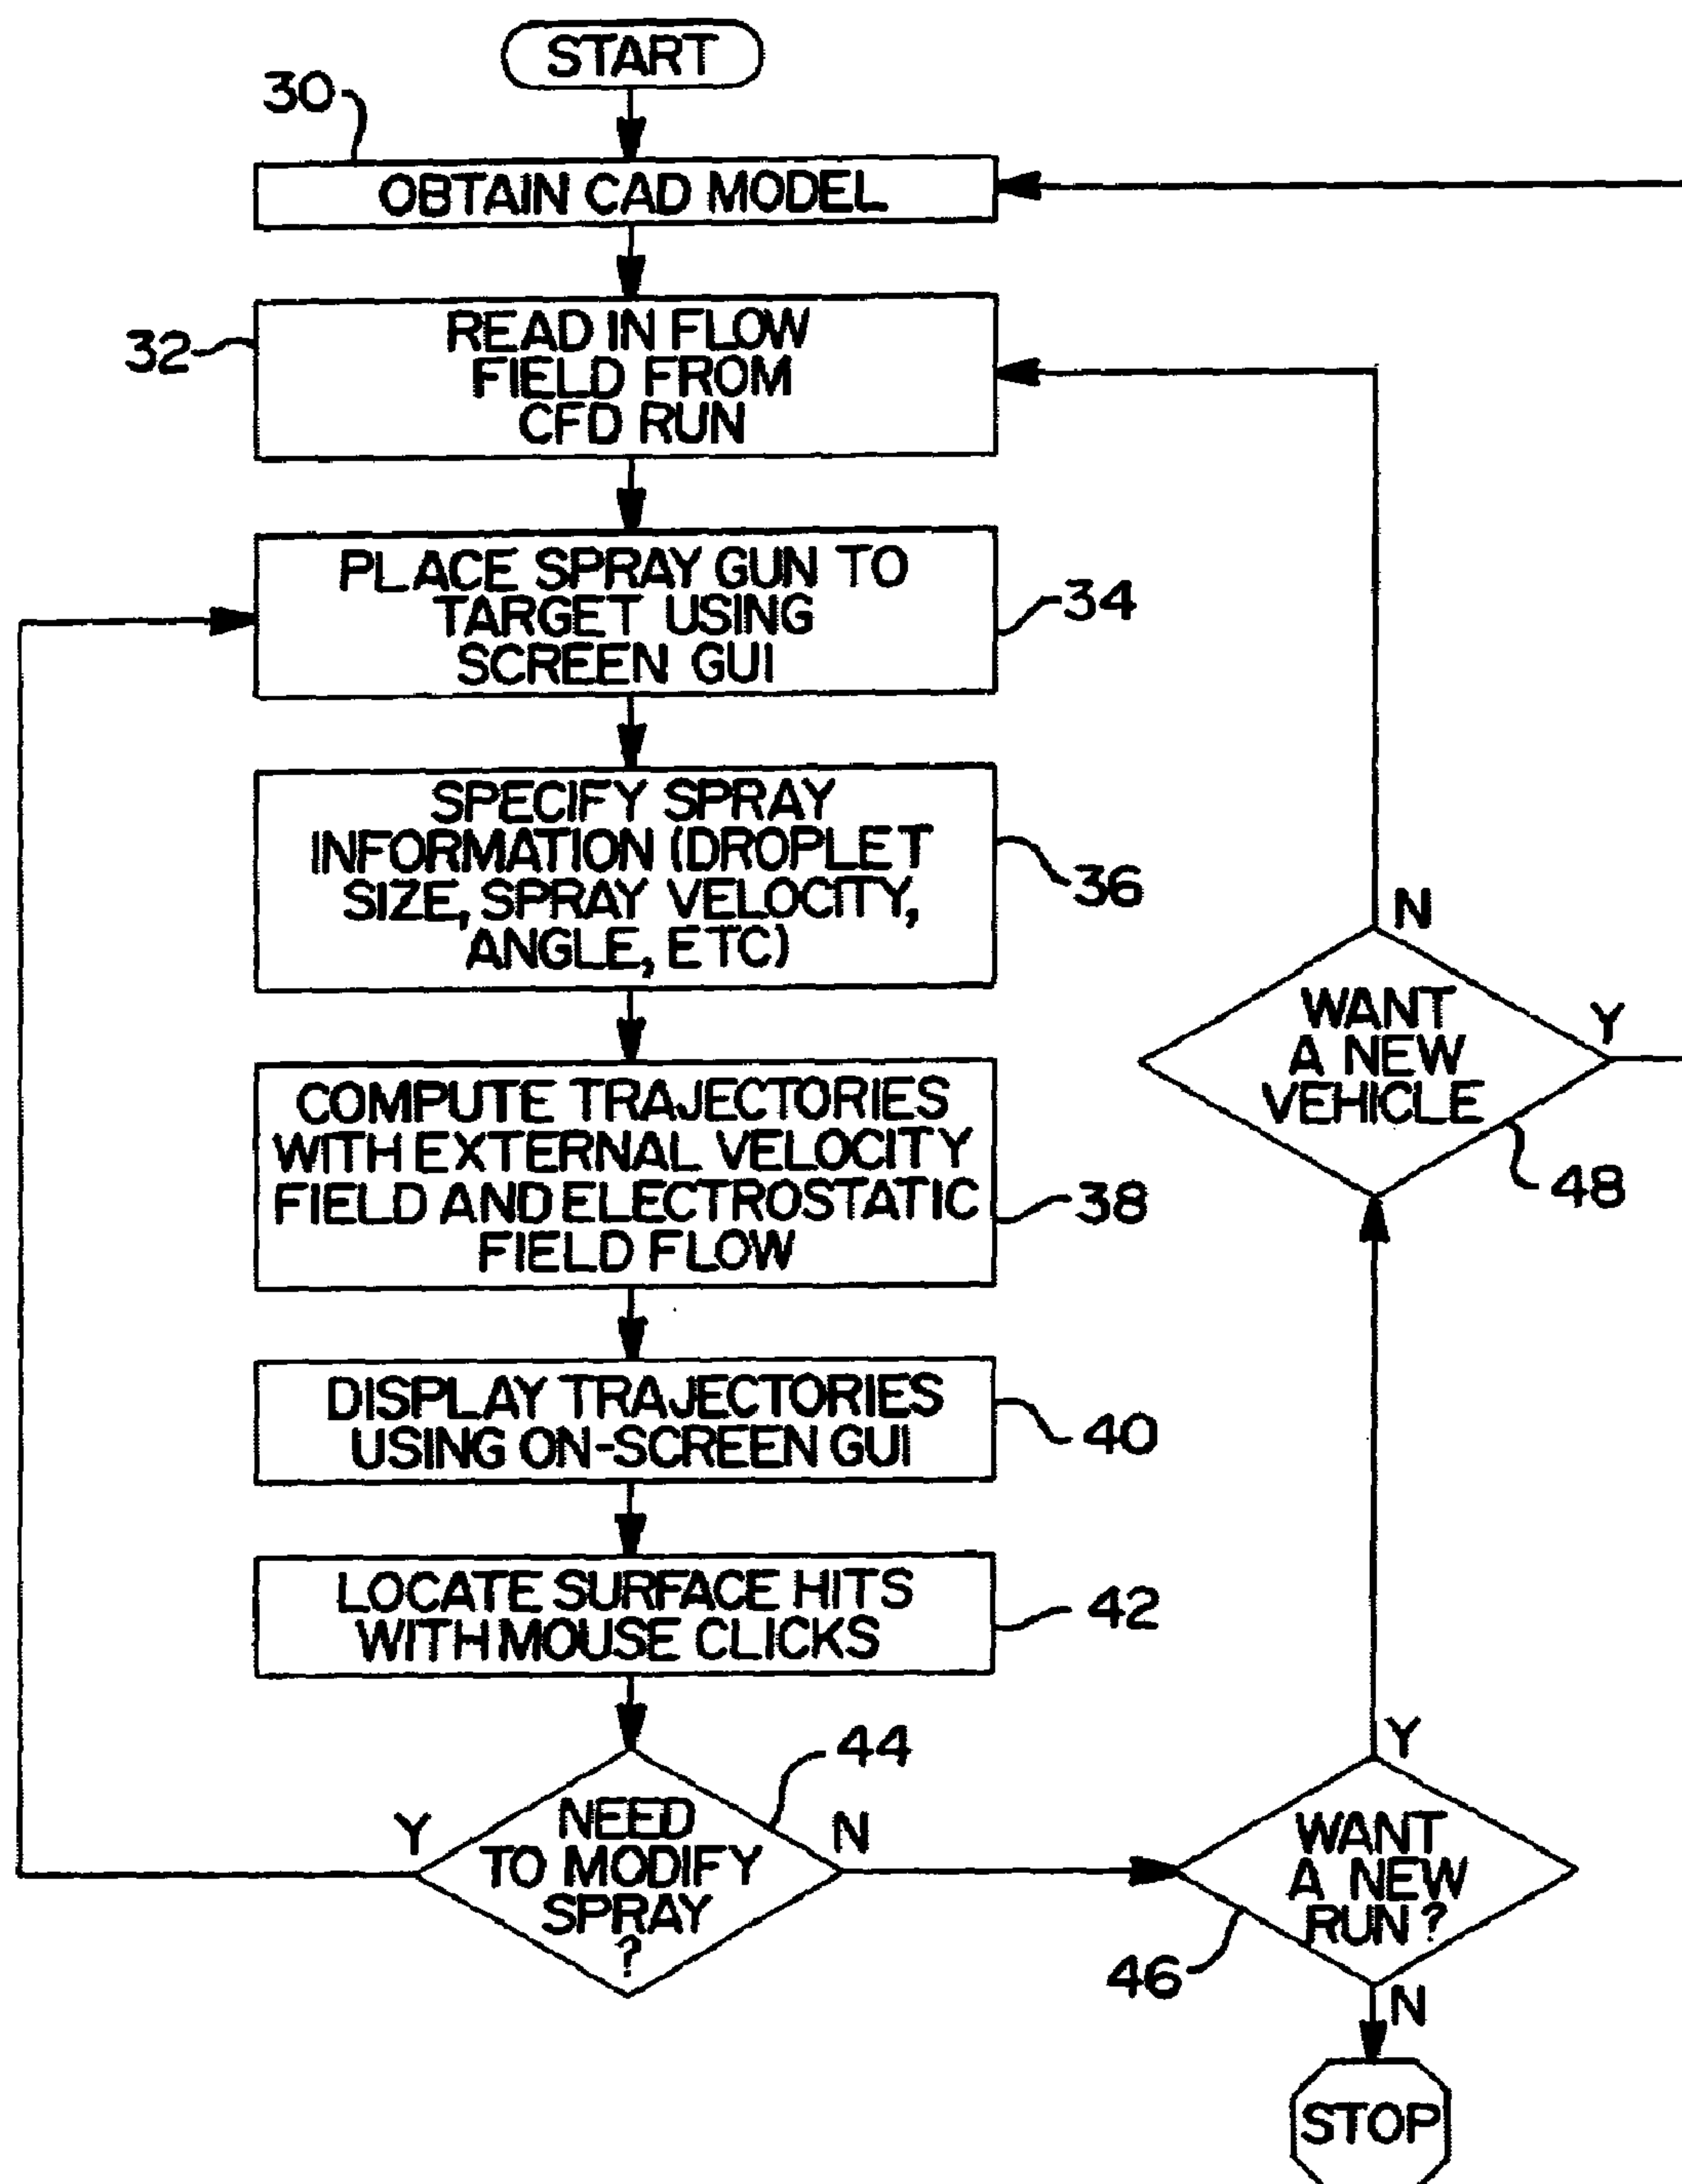 START
30
OBTAIN CAD MODEL
32
READ IN FLOW
FIELD FROM
CFD RUN
PLACE SPRAY GUN TO
TARGET USING
SCREEN GUI
34
SPECIFY SPRAY
INFORMATION (DROPLET
SIZE, SPRAY VELOCITY,
ANGLE, ETC)
36
N
WANT
A NEW
VEHICLE
Y
48
COMPUTE TRAJECTORIES
WITH EXTERNAL VELOCITY
FIELD AND ELECTROSTATIC
FIELD FLOW
38
DISPLAY TRAJECTORIES
USING ON-SCREEN GUI
40
LOCATE SURFACE HITS
WITH MOUSE CLICKS
42
44
Y
NEED
TO MODIFY
SPRAY
?
N
Y
WANT
A NEW
RUN?
46
N
STOP